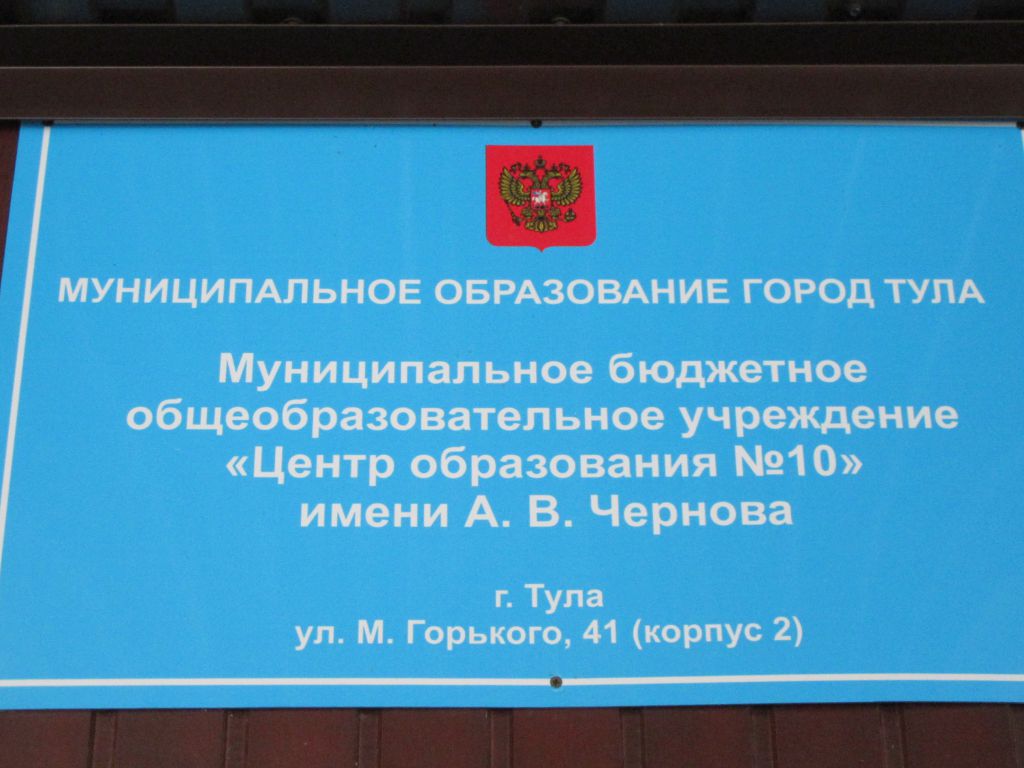 МУНИЦИПАЛЬНОЕ ОБРАЗОВАНИЕ ГОРОД ТУЛА
Муниципальное бюджетное
общеобразовательное учреждение
«Центр образования №10»
имени А. В. Чернова
г. Тула
ул. М. Горького, 41 (корпус 2)